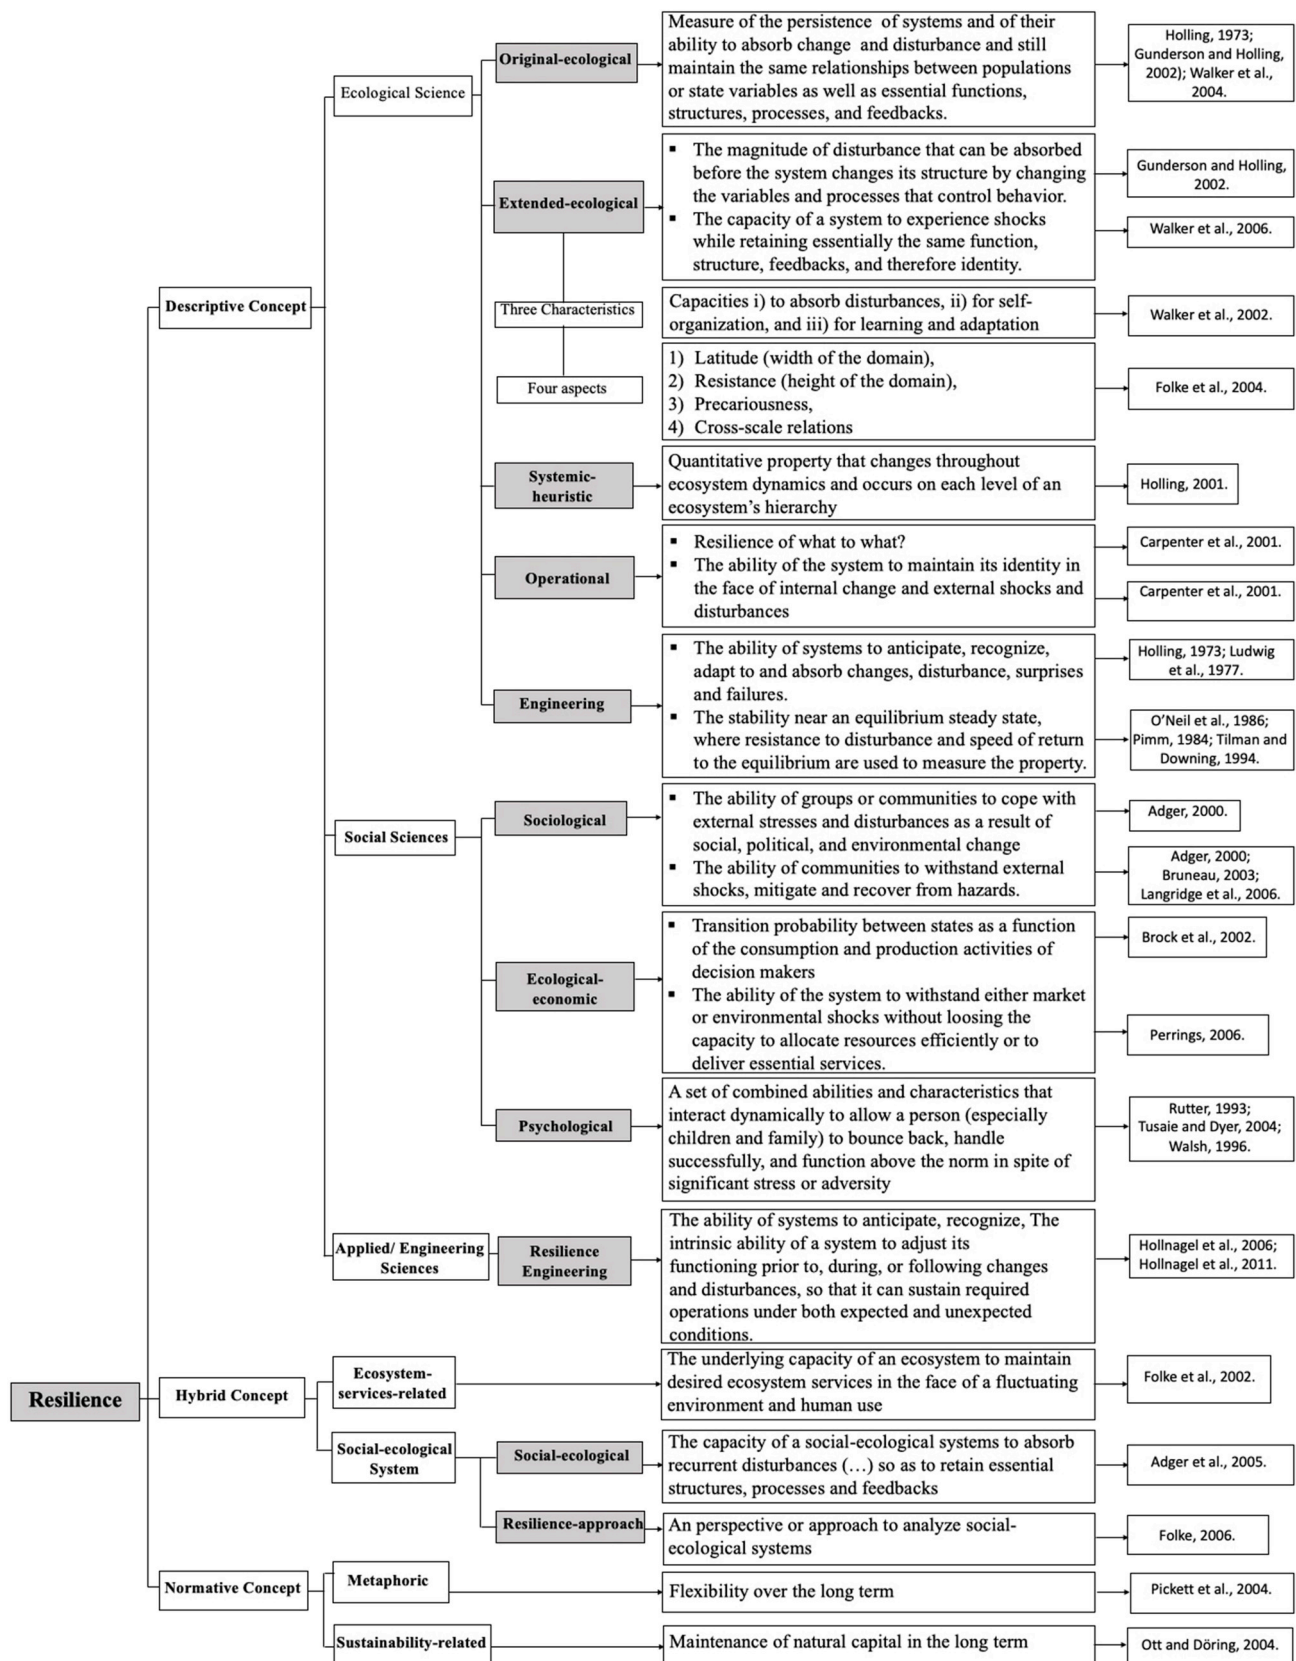 Resilience
Descriptive Concept
Ecological Science
Original-ecological
Measure of the persistence of systems and of their
ability to absorb change and disturbance and still
maintain the same relationships between populations
or state variables as well as essential functions,
structures, processes, and feedbacks.
Holling, 1973;
Gunderson and Holling,
2002); Walker et al.,
2004.
Extended-ecological
▪ The magnitude of disturbance that can be absorbed
before the system changes its structure by changing
the variables and processes that control behavior.
▪ The capacity of a system to experience shocks
while retaining essentially the same function,
structure, feedbacks, and therefore identity.
Gunderson and Holling,
2002.
Walker et al., 2006.
Three Characteristics
Capacities i) to absorb disturbances, ii) for self-
organization, and iii) for learning and adaptation
Walker et al., 2002.
Four aspects
1) Latitude (width of the domain),
2) Resistance (height of the domain),
3) Precariousness,
4) Cross-scale relations
Folke et al., 2004.
Systemic-
heuristic
Quantitative property that changes throughout
ecosystem dynamics and occurs on each level of an
ecosystem's hierarchy
Holling, 2001.
Operational
▪ Resilience of what to what?
▪ The ability of the system to maintain its identity in
the face of internal change and external shocks and
disturbances
Carpenter et al., 2001.
Carpenter et al., 2001.
Engineering
▪ The ability of systems to anticipate, recognize,
adapt to and absorb changes, disturbance, surprises
and failures.
▪ The stability near an equilibrium steady state,
where resistance to disturbance and speed of return
to the equilibrium are used to measure the property.
Holling, 1973; Ludwig
et al., 1977.
O'Neil et al., 1986;
Pimm, 1984; Tilman and
Downing, 1994.
Social Sciences
Sociological
▪ The ability of groups or communities to cope with
external stresses and disturbances as a result of
social, political, and environmental change
▪ The ability of communities to withstand external
shocks, mitigate and recover from hazards.
Adger, 2000.
Adger, 2000;
Bruneau, 2003;
Langridge et al., 2006.
Ecological-
economic
▪ Transition probability between states as a function
of the consumption and production activities of
decision makers
▪ The ability of the system to withstand either market
or environmental shocks without loosing the
capacity to allocate resources efficiently or to
deliver essential services.
Brock et al., 2002.
Perrings, 2006.
Psychological
A set of combined abilities and characteristics that
interact dynamically to allow a person (especially
children and family) to bounce back, handle
successfully, and function above the norm in spite of
significant stress or adversity
Rutter, 1993;
Tusaie and Dyer, 2004;
Walsh, 1996.
Applied/ Engineering
Sciences
Resilience
Engineering
The ability of systems to anticipate, recognize, The
intrinsic ability of a system to adjust its
functioning prior to, during, or following changes
and disturbances, so that it can sustain required
operations under both expected and unexpected
conditions.
Hollnagel et al., 2006;
Hollnagel et al., 2011.
Hybrid Concept
Ecosystem-
services-related
The underlying capacity of an ecosystem to maintain
desired ecosystem services in the face of a fluctuating
environment and human use
Folke et al., 2002.
Social-ecological
System
Social-ecological
The capacity of a social-ecological systems to absorb
recurrent disturbances (…) so as to retain essential
structures, processes and feedbacks
Adger et al., 2005.
Resilience-approach
An perspective or approach to analyze social-
ecological systems
Folke, 2006.
Normative Concept
Metaphoric
Flexibility over the long term
Pickett et al., 2004.
Sustainability-related
Maintenance of natural capital in the long term
Ott and Döring, 2004.